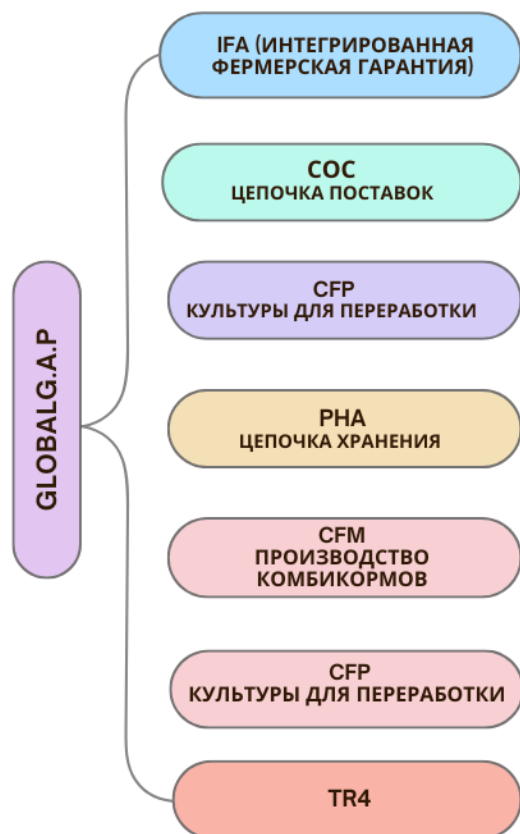 GLOBALG.A.P
IFA (ИНТЕГРИРОВАННАЯ
ФЕРМЕРСКАЯ ГАРАНТИЯ)
COC
ЦЕПОЧКА ПОСТАВОК
CFP
КУЛЬТУРЫ ДЛЯ ПЕРЕРАБОТКИ
PHA
ЦЕПОЧКА ХРАНЕНИЯ
CFM
ПРОИЗВОДСТВО
КОМБИКОРМОВ
CFP
КУЛЬТУРЫ ДЛЯ ПЕРЕРАБОТКИ
TR4